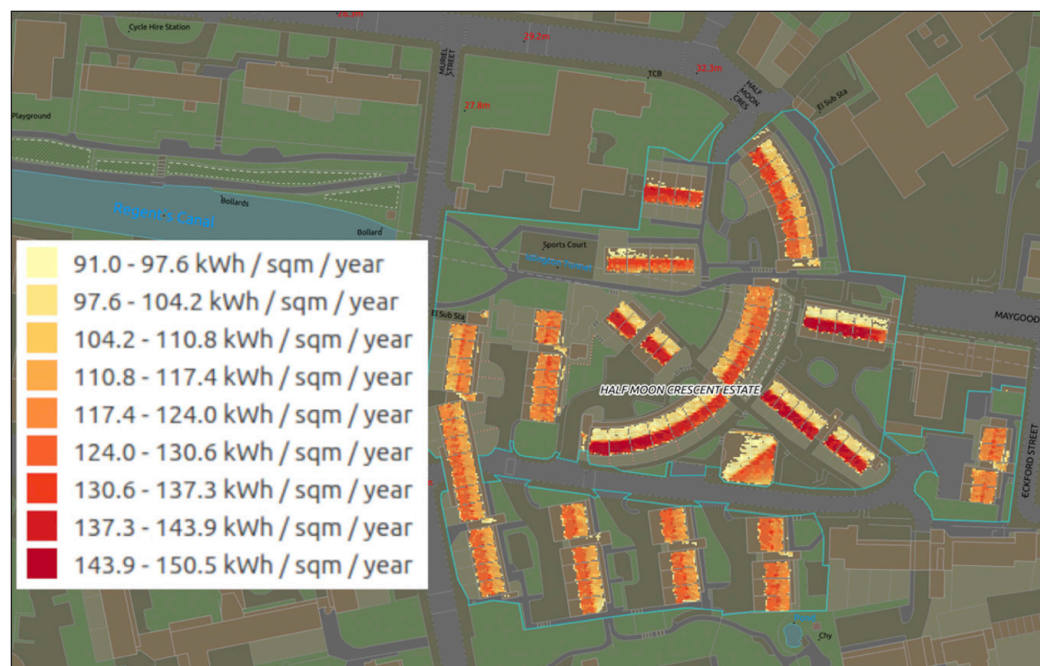 Cycle Hire Station
29.2m
TCB
32.3m
MURIEL
STREET
HALF
MOON
CRES
El Sub Sta
27.8m
Playground
Bollards
Regent's Canal
Bollard
Sports Court
MAYGOOD
El Sub Sta
HALF MOON CRESCENT ESTATE
ECKFORD STREET
Chy
91.0 - 97.6 kWh / sqm / year
97.6 - 104.2 kWh / sqm / year
104.2 - 110.8 kWh / sqm / year
110.8 - 117.4 kWh / sqm / year
117.4 - 124.0 kWh / sqm / year
124.0 - 130.6 kWh / sqm / year
130.6 - 137.3 kWh / sqm / year
137.3 - 143.9 kWh / sqm / year
143.9 - 150.5 kWh / sqm / year